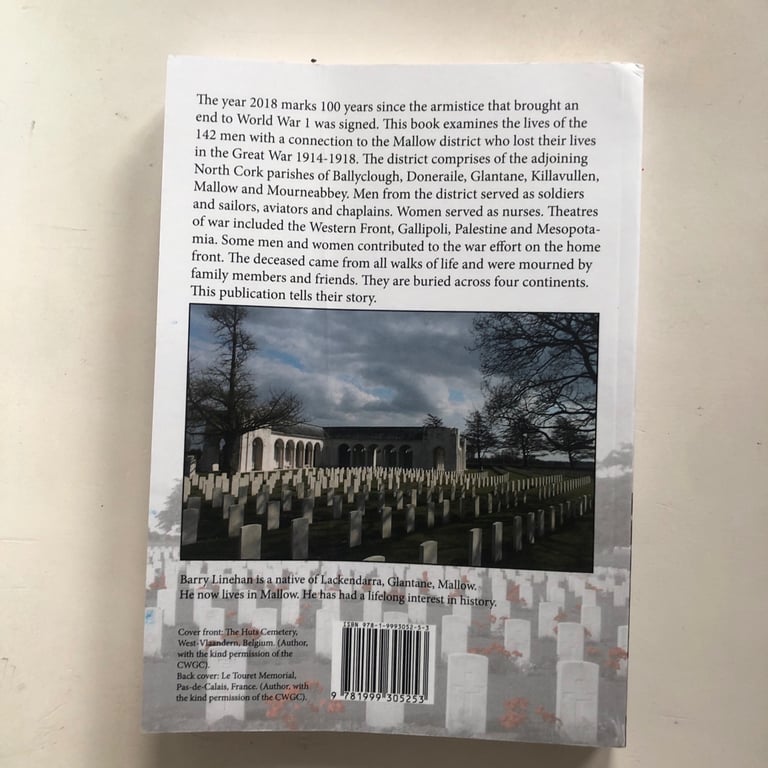 The year 2018 marks 100 years since the armistice that brought an
end to World War 1 was signed. This book examines the lives of the
142 men with a connection to the Mallow district who lost their lives
in the Great War 1914-1918. The district comprises of the adjoining
North Cork parishes of Ballyclough, Doneraile, Glantane, Killavullen,
Mallow and Mourneabbey. Men from the district served as soldiers
and sailors, aviators and chaplains. Women served as nurses. Theatres
of war included the Western Front, Gallipoli, Palestine and Mesopota-
mia. Some men and women contributed to the war effort on the home
front. The deceased came from all walks of life and were mourned by
family members and friends. They are buried across four continents.
This publication tells their story.
Barry Linehan is a native of Lackendarra, Glantane, Mallow.
He now lives in Mallow. He has had a lifelong interest in history.
Cover front: The Huts Cemetery,
West-Vlaandern, Belgium. (Author,
with the kind permission of the
CWGC).
Back cover: Le Touret Memorial,
Pas-de-Calais, France. (Author, with
the kind permission of the CWGC).
ISBN 978-1-9993052-5-3
9 781999 305253